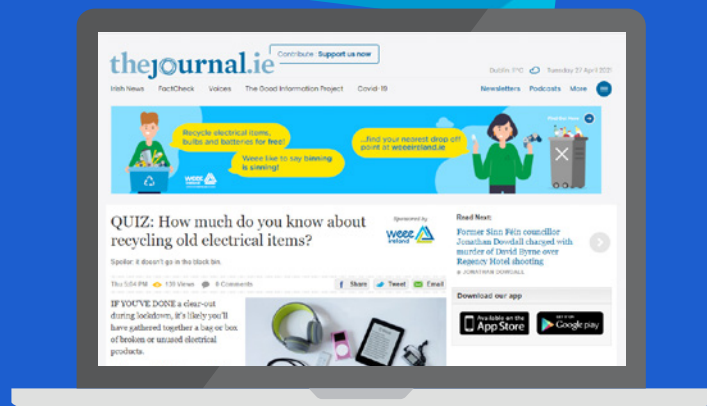 thejournal.ie
Contribute: Support us now
Tuesday 27 April 2021
Irish News FactCheck Voices The Good Information Project Covid-19
Newsletters Podcasts More
Recycle electrical items,
bulbs and batteries for free!
Weee like to say binning
is sinning!
weee
ireland
...find your nearest drop off
point at weeeireland.ie
QUIZ: How much do you know about
recycling old electrical items?
Spoiler: it doesn't go in the black bin.
Sponsored by
weee
ireland
Thu 5:04 PM 130 Views 0 Comments
Share Tweet Email
IF YOU'VE DONE a clear-out
during lockdown, it's likely you'll
have gathered together a bag or box
of broken or unused electrical
products.
Read Next:
Former Sinn Féin councillor
Jonathan Dowdall charged with
murder of David Byrne over
Regency Hotel shooting
JONATHAN DOWDALL
Download our app
Available on the
App Store
GET IT ON
Google play